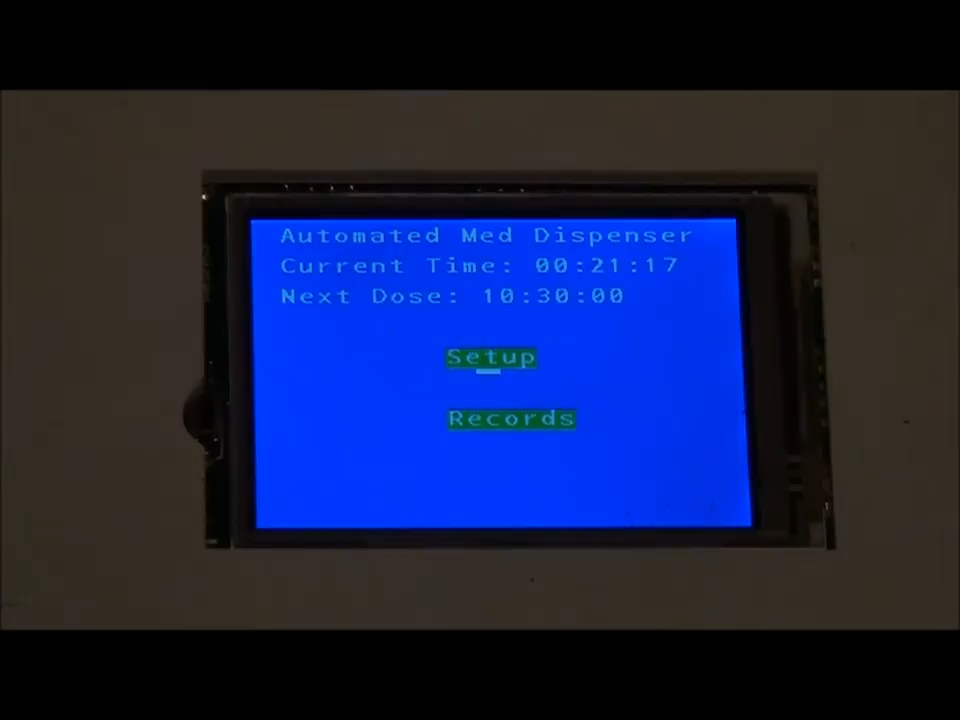 Automated Med Dispenser
Current Time: 00:21:17
Next Dose: 10:30:00
Setup
Records